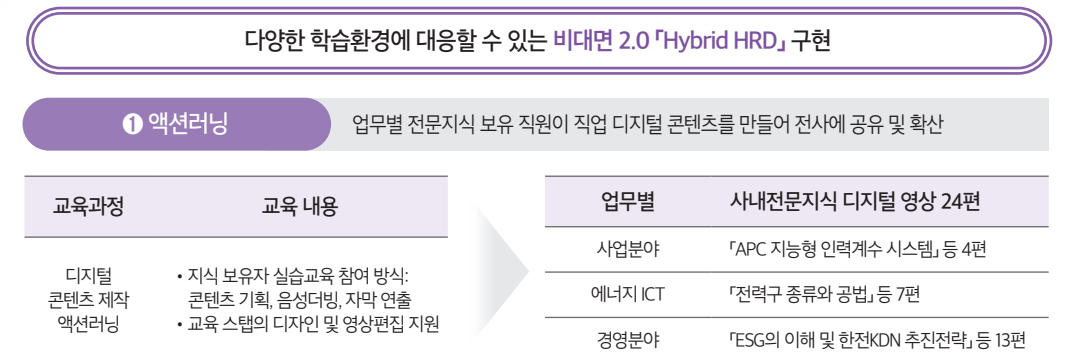 다양한 학습환경에 대응할 수 있는 비대면 2.0 「Hybrid HRD」 구현
❶ 액션러닝
업무별 전문지식 보유 직원이 직업 디지털 콘텐츠를 만들어 전사에 공유 및 확산
교육과정 교육 내용
디지털
콘텐츠 제작
액션러닝
• 지식 보유자 실습교육 참여 방식:
콘텐츠 기획, 음성더빙, 자막 연출
• 교육 스탭의 디자인 및 영상편집 지원
업무별 사내전문지식 디지털 영상 24편
사업분야 「APC 지능형 인력계수 시스템」 등 4편
에너지 ICT 「전력구 종류와 공법」 등 7편
경영분야 「ESG의 이해 및 한전KDN 추진전략」 등 13편